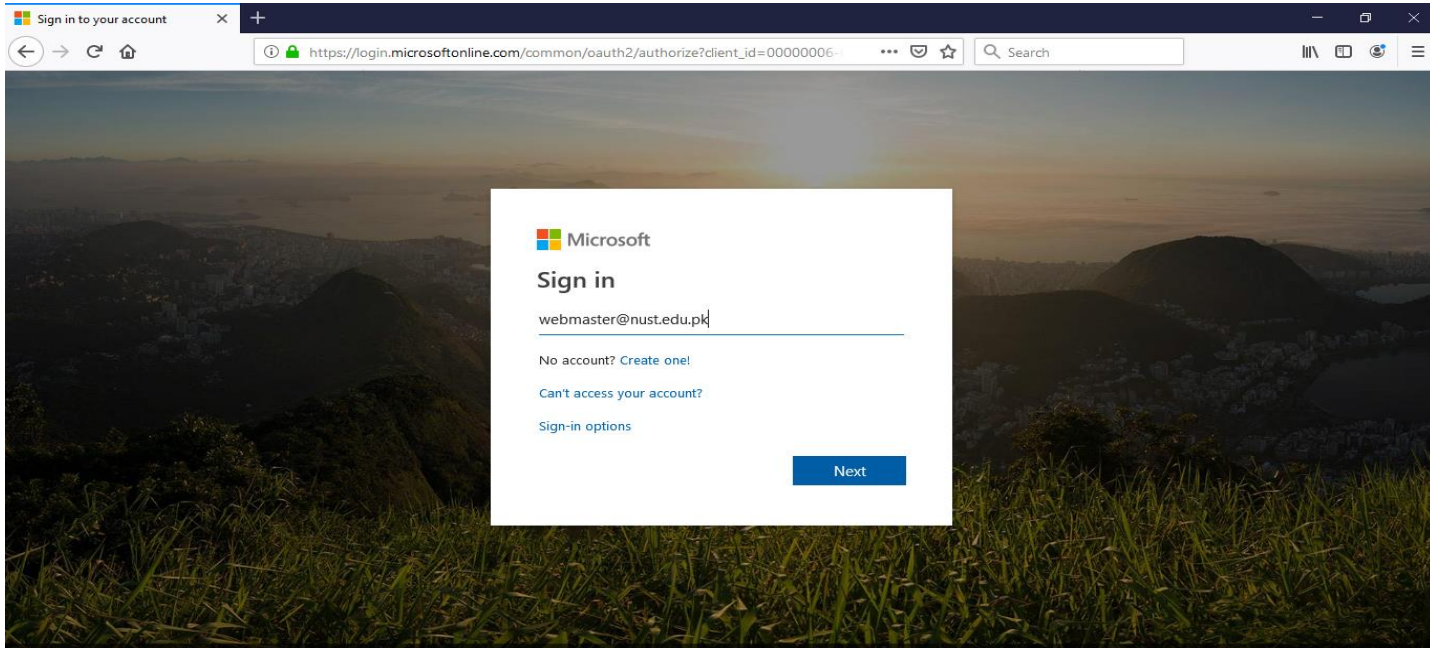 Sign in to your account
https://login.microsoftonline.com/common/oauth2/authorize?client_id=00000006-
Search
Microsoft
Sign in
webmaster@nust.edu.pk
No account? Create one!
Can't access your account?
Sign-in options
Next